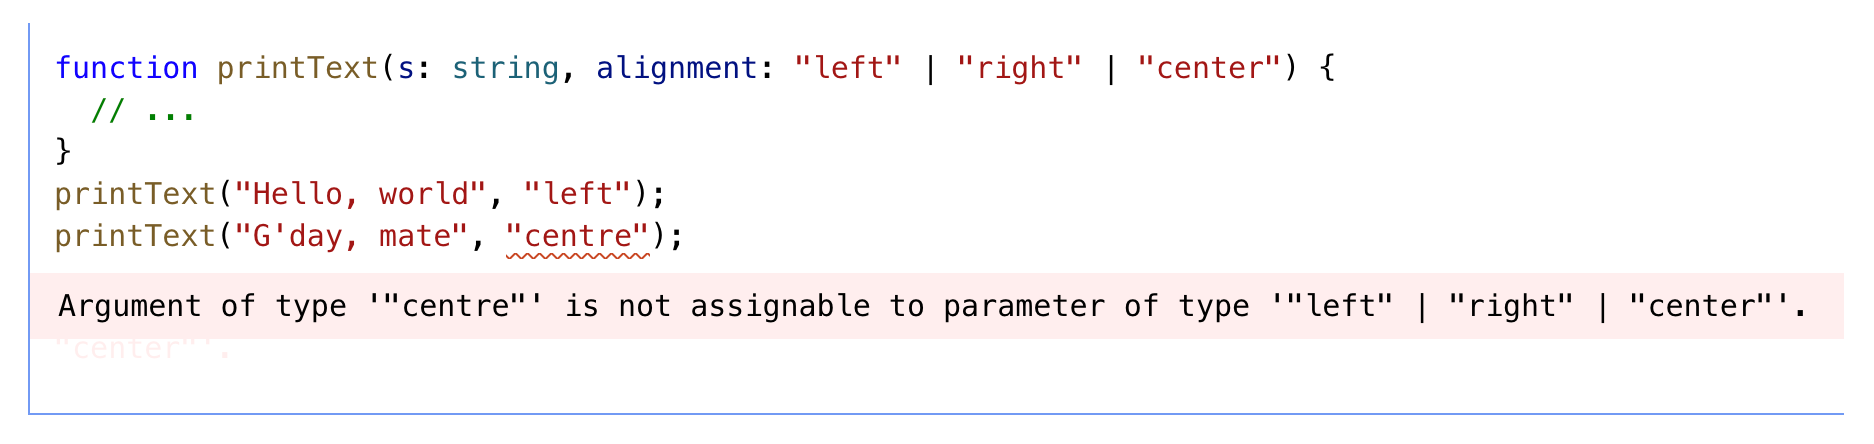 function printText(s: string, alignment: "left" | "right" | "center") {
  // ...
}
printText("Hello, world", "left");
printText("G'day, mate", "centre");
Argument of type '"centre"' is not assignable to parameter of type '"left" | "right" | "center"'.
"center"'.